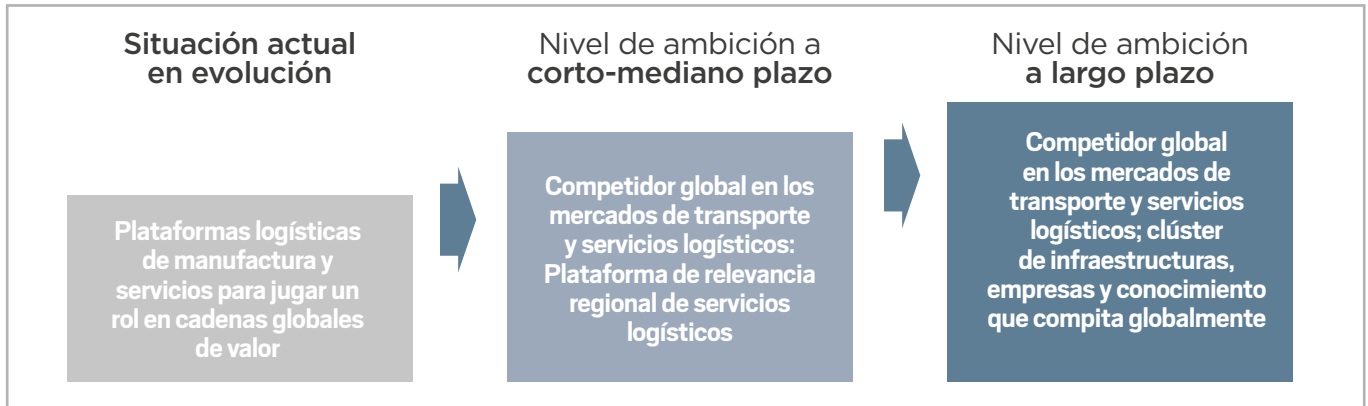 Situación actual
en evolución
Nivel de ambición a
corto-mediano plazo
Nivel de ambición
a largo plazo
Plataformas logísticas
de manufactura y
servicios para jugar un
rol en cadenas globales
de valor
Competidor global en los
mercados de transporte
y servicios logísticos:
Plataforma de relevancia
regional de servicios
logísticos
Competidor global
en los mercados de
transporte y servicios
logísticos; clúster
de infraestructuras,
empresas y conocimiento
que compita globalmente